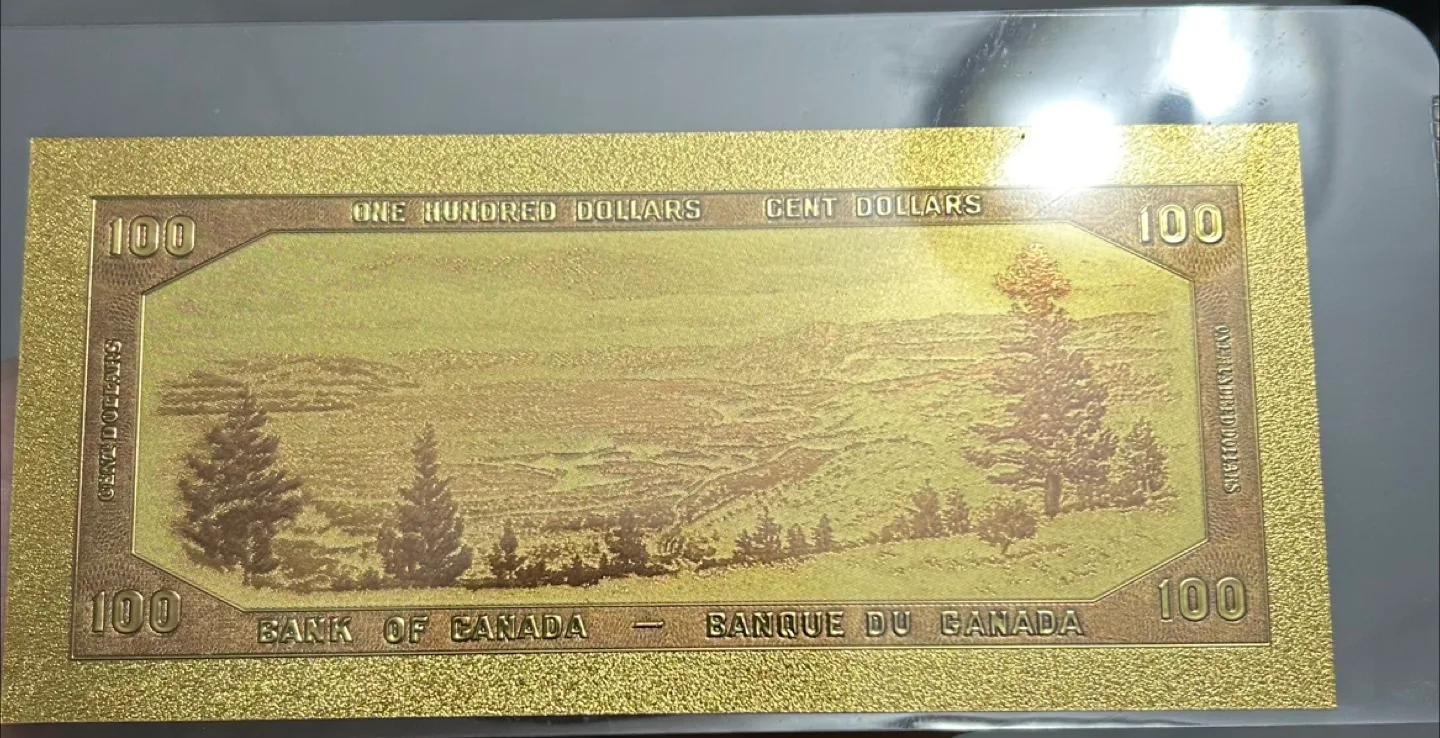 ONE HUNDRED DOLLARS CENT DOLLARS
100
100
CENT DOLLARS
ONE HUNDRED DOLLARS
100
100
BANK OF CANADA — BANQUE DU CANADA